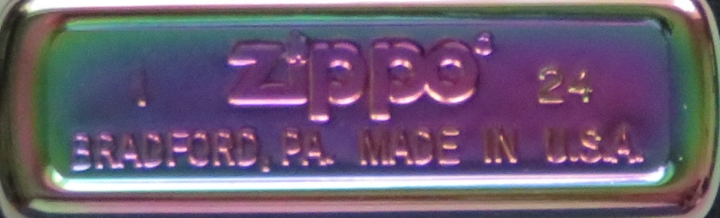 I zippo 24
BRADFORD, PA. MADE IN U.S.A.